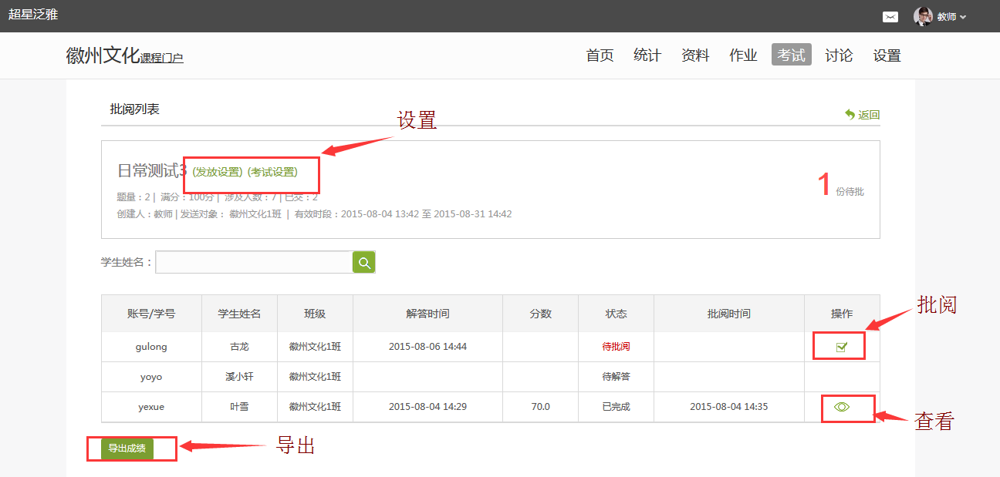 超星泛雅
教师
徽州文化课程门户
首页 统计 资料 作业 考试 讨论 设置
批阅列表
设置
返回
日常测试3 (发放设置) (考试设置)
1 份待批
题量：2 | 满分：100分 | 涉及人数：7 | 已交：2
创建人：教师 | 发送对象： 徽州文化1班 | 有效时段：2015-08-04 13:42 至 2015-08-31 14:42
学生姓名：
批阅
账号/学号 学生姓名 班级 解答时间 分数 状态 批阅时间 操作
gulong 古龙 徽州文化1班 2015-08-06 14:44 待批阅
yoyo 溪小轩 徽州文化1班 待解答
yexue 叶雪 徽州文化1班 2015-08-04 14:29 70.0 已完成 2015-08-04 14:35
查看
导出成绩
导出